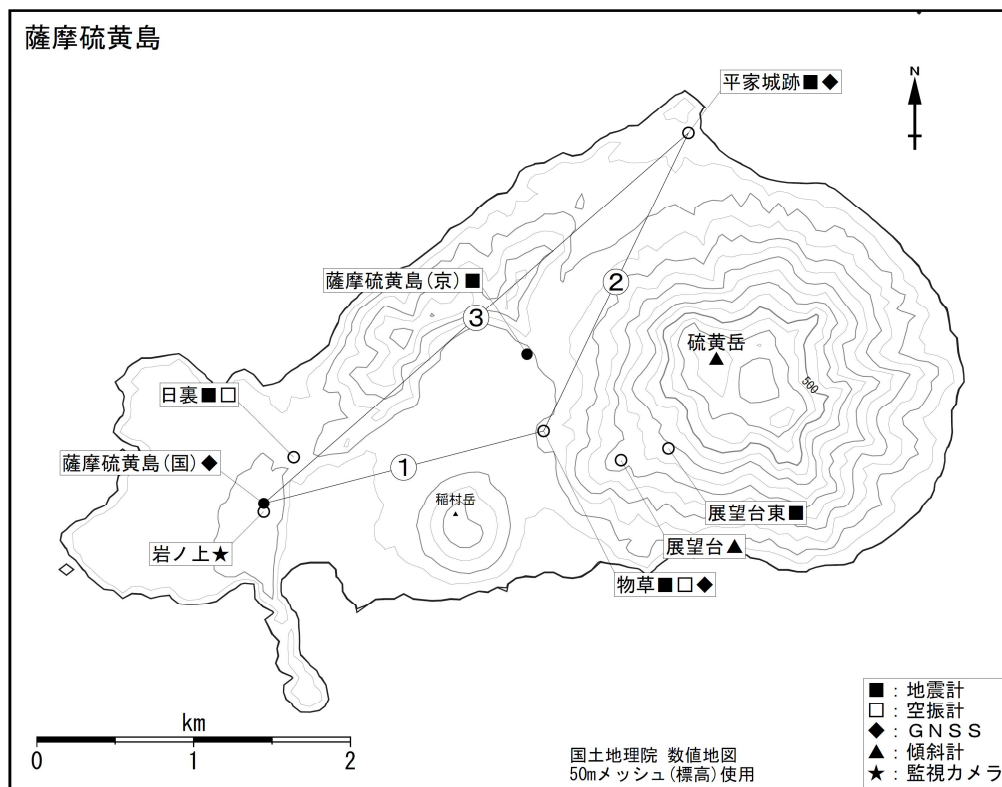 薩摩硫黄島
N
平家城跡■◆
②
薩摩硫黄島(京)■
③
硫黄岳
500
日裏■□
薩摩硫黄島(国)◆
①
稲村岳
展望台東■
岩ノ上★
展望台▲
物草■□◆
km
0 1 2
国土地理院 数値地図
50mメッシュ(標高)使用
■：地震計
□：空振計
◆：GNSS
▲：傾斜計
★：監視カメラ